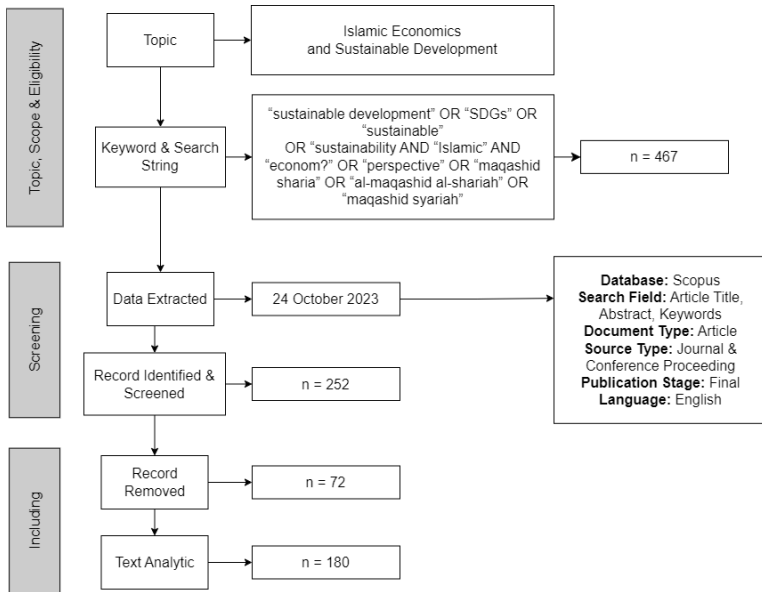 Topic, Scope & Eligibility
Topic
Islamic Economics
and Sustainable Development
Keyword & Search
String
“sustainable development” OR “SDGs” OR
“sustainable”
OR “sustainability AND “Islamic” AND
“econom?” OR “perspective” OR “maqashid
sharia” OR “al-maqashid al-shariah” OR
“maqashid syariah”
n = 467
Screening
Data Extracted
24 October 2023
Database: Scopus
Search Field: Article Title,
Abstract, Keywords
Document Type: Article
Source Type: Journal &
Conference Proceeding
Publication Stage: Final
Language: English
Record Identified &
Screened
n = 252
Including
Record
Removed
n = 72
Text Analytic
n = 180